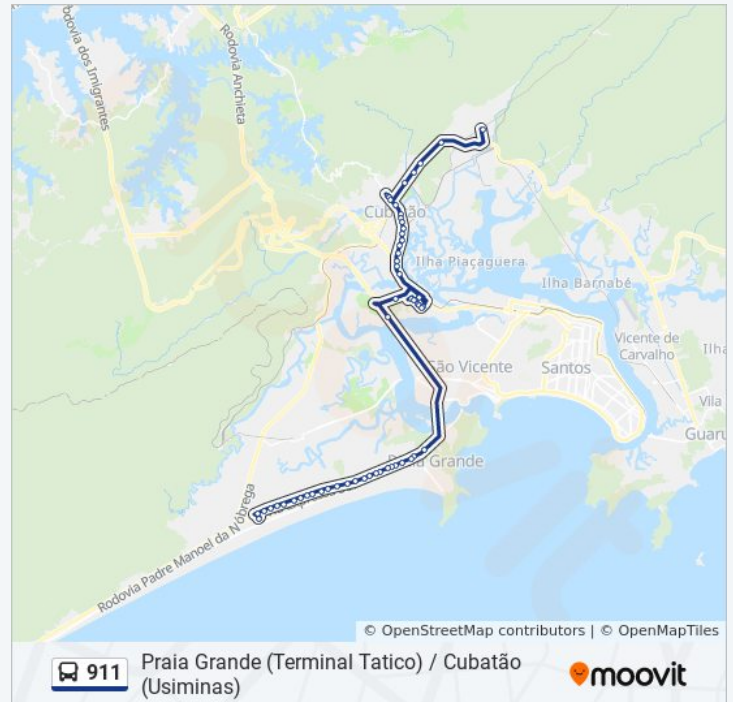 Rodovia dos Imigrantes
Rodovia Anchieta
Cubatão
Ilha Piaçaguera
Ilha Barnabé
Vicente de
Carvalho
Ilha
São Vicente
Santos
Vila
Guaru
Praia Grande
Rodovia Padre Manoel da Nóbrega
© OpenStreetMap contributors | © OpenMapTiles
911
Praia Grande (Terminal Tatico) / Cubatão
(Usiminas)
moovit